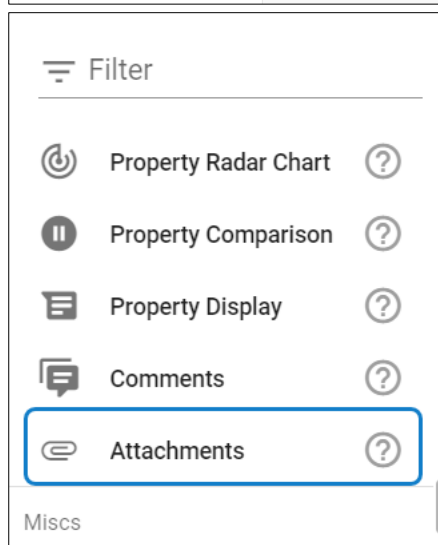 Filter
Property Radar Chart
Property Comparison
Property Display
Comments
Attachments
Miscs